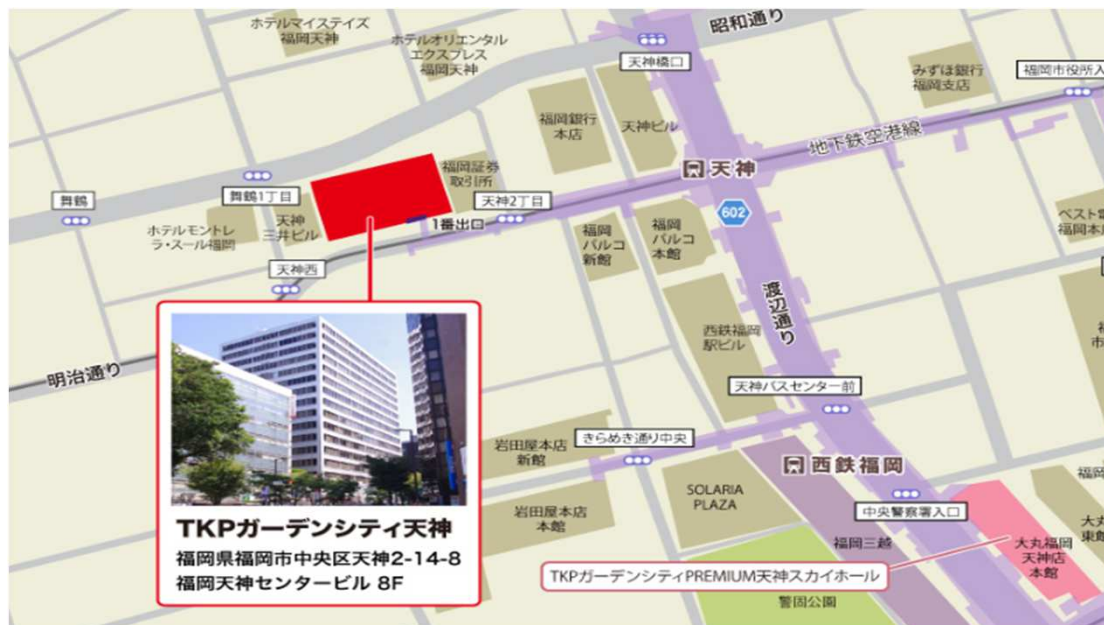 ホテルマイステイズ
福岡天神
ホテルオリエンタル
エクスプレス
福岡天神
昭和通り
天神橋口
みずほ銀行
福岡支店
福岡市役所入
福岡銀行
本店
天神ビル
地下鉄空港線
天神
福岡証券
取引所
舞鶴
舞鶴1丁目
天神2丁目
1番出口
602
ホテルモントレ
ラ・スール福岡
天神
三井ビル
福岡
パルコ
新館
福岡
パルコ
本館
ベスト電
福岡本
天神西
渡辺通り
西鉄福岡
駅ビル
明治通り
天神バスセンター前
きらめき通り中央
岩田屋本店
新館
西鉄福岡
SOLARIA
PLAZA
中央警察署入口
岩田屋本店
本館
福岡三越
大丸福岡
天神店
本館
大丸
東館
TKPガーデンシティPREMIUM天神スカイホール
警固公園
TKPガーデンシティ天神
福岡県福岡市中央区天神2-14-8
福岡天神センタービル 8F